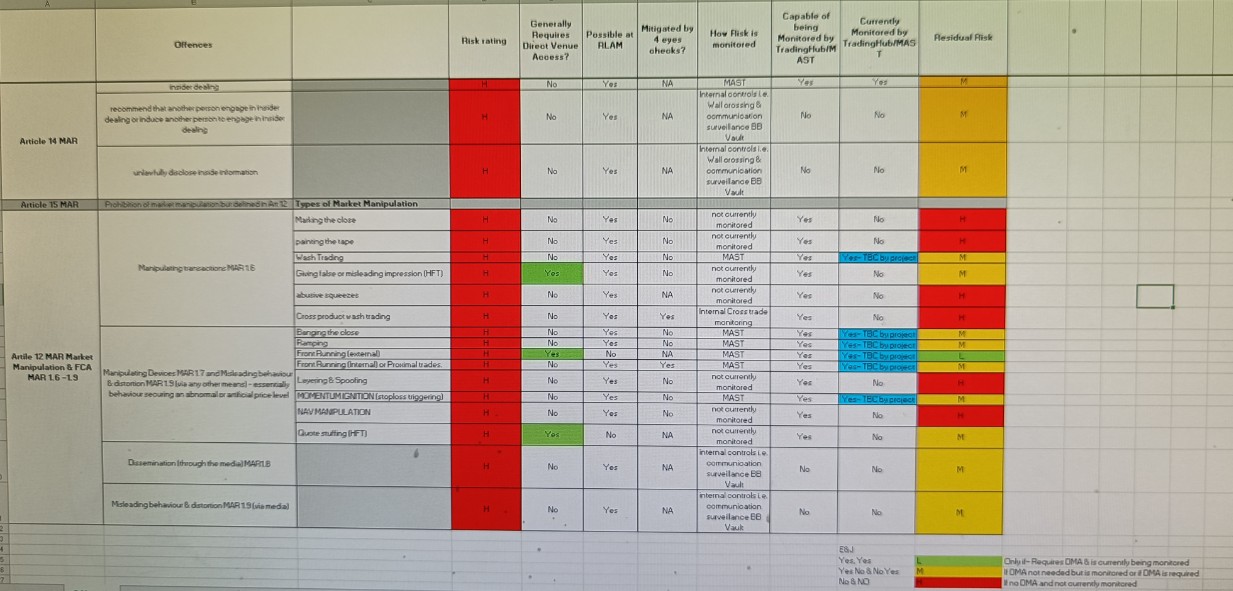 A
B
Offences
Risk rating
Generally
Requires
Direct Venue
Access?
Possible at
RLAM
Mitigated by
4 eyes
checks?
How Risk is
monitored
Capable of
being
Monitored by
TradingHub/M
AST
Currently
Monitored by
TradingHub/MAS
T
Residual Risk
Article 14 MAR
insider dealing H No Yes NA MAST Yes Yes M
recommend that another person engage in insider
dealing or induce another person to engage in insider
dealing
H No Yes NA
Internal controls i.e.
Wall crossing &
communication
surveillance BB
Vault
No No M
unlawfully disclose inside information
H No Yes NA
Internal controls i.e.
Wall crossing &
communication
surveillance BB
Vault
No No M
Article 15 MAR Prohibition of market manipulation but defined in Art 12 Types of Market Manipulation
Artile 12 MAR Market
Manipulation & FCA
MAR 1.6 -1.9
Manipulating transactions MAR 1.6
Marking the close H No Yes No not currently
monitored Yes No H
painting the tape H No Yes No not currently
monitored Yes No H
Wash Trading H No Yes No MAST Yes Yes- TBC by project M
Giving false or misleading impression (HFT) H Yes Yes No not currently
monitored Yes No M
abusive squeezes H No Yes NA not currently
monitored Yes No H
Cross product wash trading H No Yes Yes Internal Cross trade
monitoring Yes No H
Manipulating Devices MAR 1.7 and Misleading behaviour
& distortion MAR 1.9 (via any other means) - essentially
behaviour securing an abnormal or artificial price level
Banging the close H No Yes No MAST Yes Yes- TBC by project M
Ramping H No Yes No MAST Yes Yes- TBC by project M
Front Running (external) H Yes No NA MAST Yes Yes- TBC by project L
Front Running (Internal) or Proximal trades. H No Yes Yes MAST Yes Yes- TBC by project M
Layering & Spoofing H No Yes No not currently
monitored Yes No H
MOMENTUM IGNITION (stoploss triggering) H No Yes No MAST Yes Yes- TBC by project M
NAV MANIPULATION H No Yes No not currently
monitored Yes No H
Quote stuffing (HFT) H Yes No NA not currently
monitored Yes No M
Dissemination (through the media) MAR 1.8
H No Yes NA
internal controls i.e.
communication
surveillance BB
Vault
No No M
Misleading behaviour & distortion MAR 1.9 (via media)
H No Yes NA
internal controls i.e.
communication
surveillance BB
Vault
No No M
E&J
Yes, Yes L Only if- Requires DMA & is currently being monitored
Yes No & No Yes M If DMA not needed but is monitored or if DMA is required
No & NO H If no DMA and not currently monitored